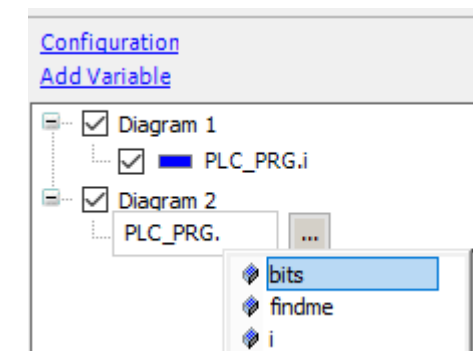 Configuration
Add Variable
Diagram 1
PLC_PRG.i
Diagram 2
PLC_PRG. ...
bits
findme
i